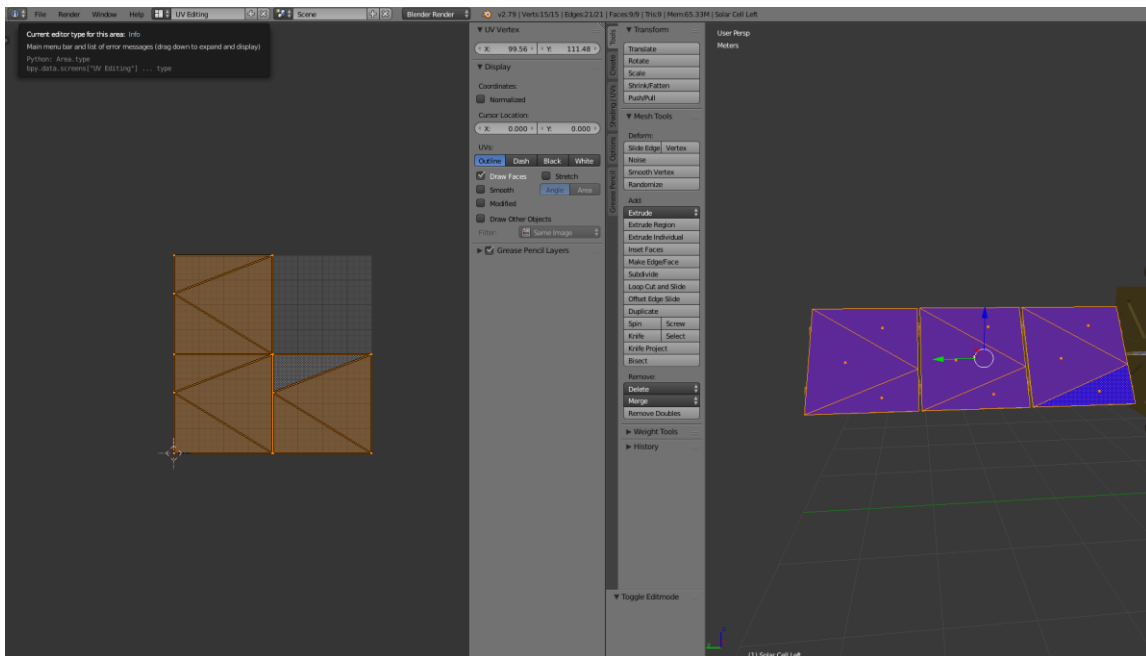 File Render Window Help UV Editing Scene Blender Render v2.79 | Verts:15/15 | Edges:21/21 | Faces:9/9 | Tris:9 | Mem:65.33M | Solar Cell Left
Current editor type for this area: Info
Main menu bar and list of error messages (drag down to expand and display)
Python: Area.type
bpy.data.screens["UV Editing"] ... type
UV Vertex
X: 99.56 Y: 111.48
Display
Coordinates:
Normalized
Cursor Location:
X: 0.000 Y: 0.000
UVs:
Outline Dash Black White
Draw Faces Stretch
Smooth Angle Area
Modified
Draw Other Objects
Filter: Same Image
Grease Pencil Layers
Tools
Create
Shading / UVs
Options
Grease Pencil
Transform
Translate
Rotate
Scale
Shrink/Fatten
Push/Pull
Mesh Tools
Deform:
Slide Edge Vertex
Noise
Smooth Vertex
Randomize
Add:
Extrude
Extrude Region
Extrude Individual
Inset Faces
Make Edge/Face
Subdivide
Loop Cut and Slide
Offset Edge Slide
Duplicate
Spin Screw
Knife Select
Knife Project
Bisect
Remove:
Delete
Merge
Remove Doubles
Weight Tools
History
Toggle Editmode
User Persp
Meters
(1) Solar Cell Left